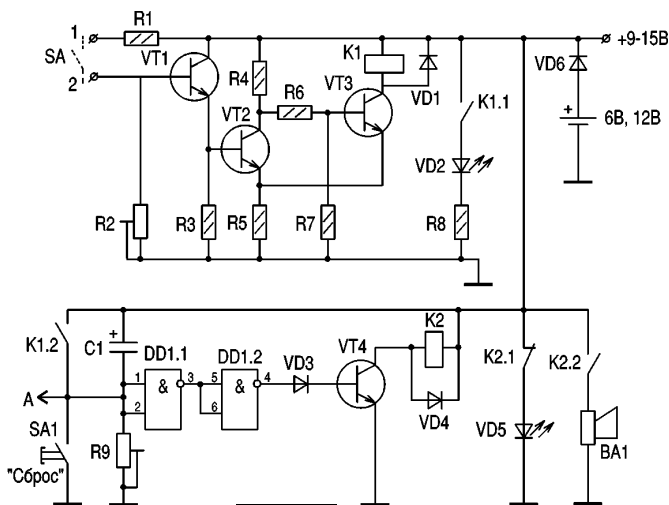 1 R1 +9-15В
VT1 K1
SA R4 VD6
2 VT2 R6 VT3 VD1 K1.1
6В, 12В
VD2
R2 R3 R5 R7 R8
K1.2 C1 K2
DD1.1 DD1.2 VD3 VT4 K2.1 K2.2
1 & 3 5 & 4
A 2 6 VD4
SA1 VD5
R9 BA1
"Сброс"